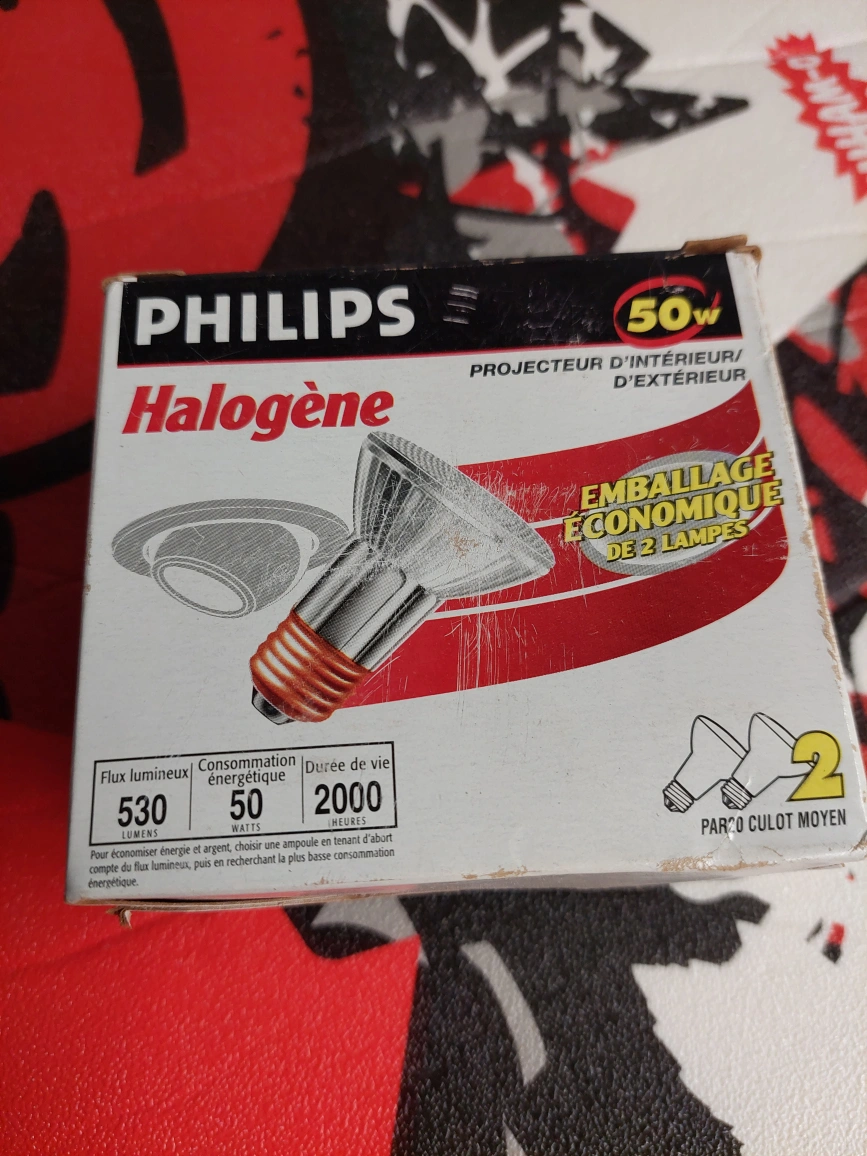 PHILIPS
50w
PROJECTEUR D'INTÉRIEUR/
D'EXTÉRIEUR
Halogène
EMBALLAGE
ÉCONOMIQUE
DE 2 LAMPES
Flux lumineux
530
LUMENS
Consommation
énergétique
50
WATTS
Durée de vie
2000
HEURES
Pour économiser énergie et argent, choisir une ampoule en tenant d'abord
compte du flux lumineux, puis en recherchant la plus basse consommation
énergétique.
2
PAR20 CULOT MOYEN